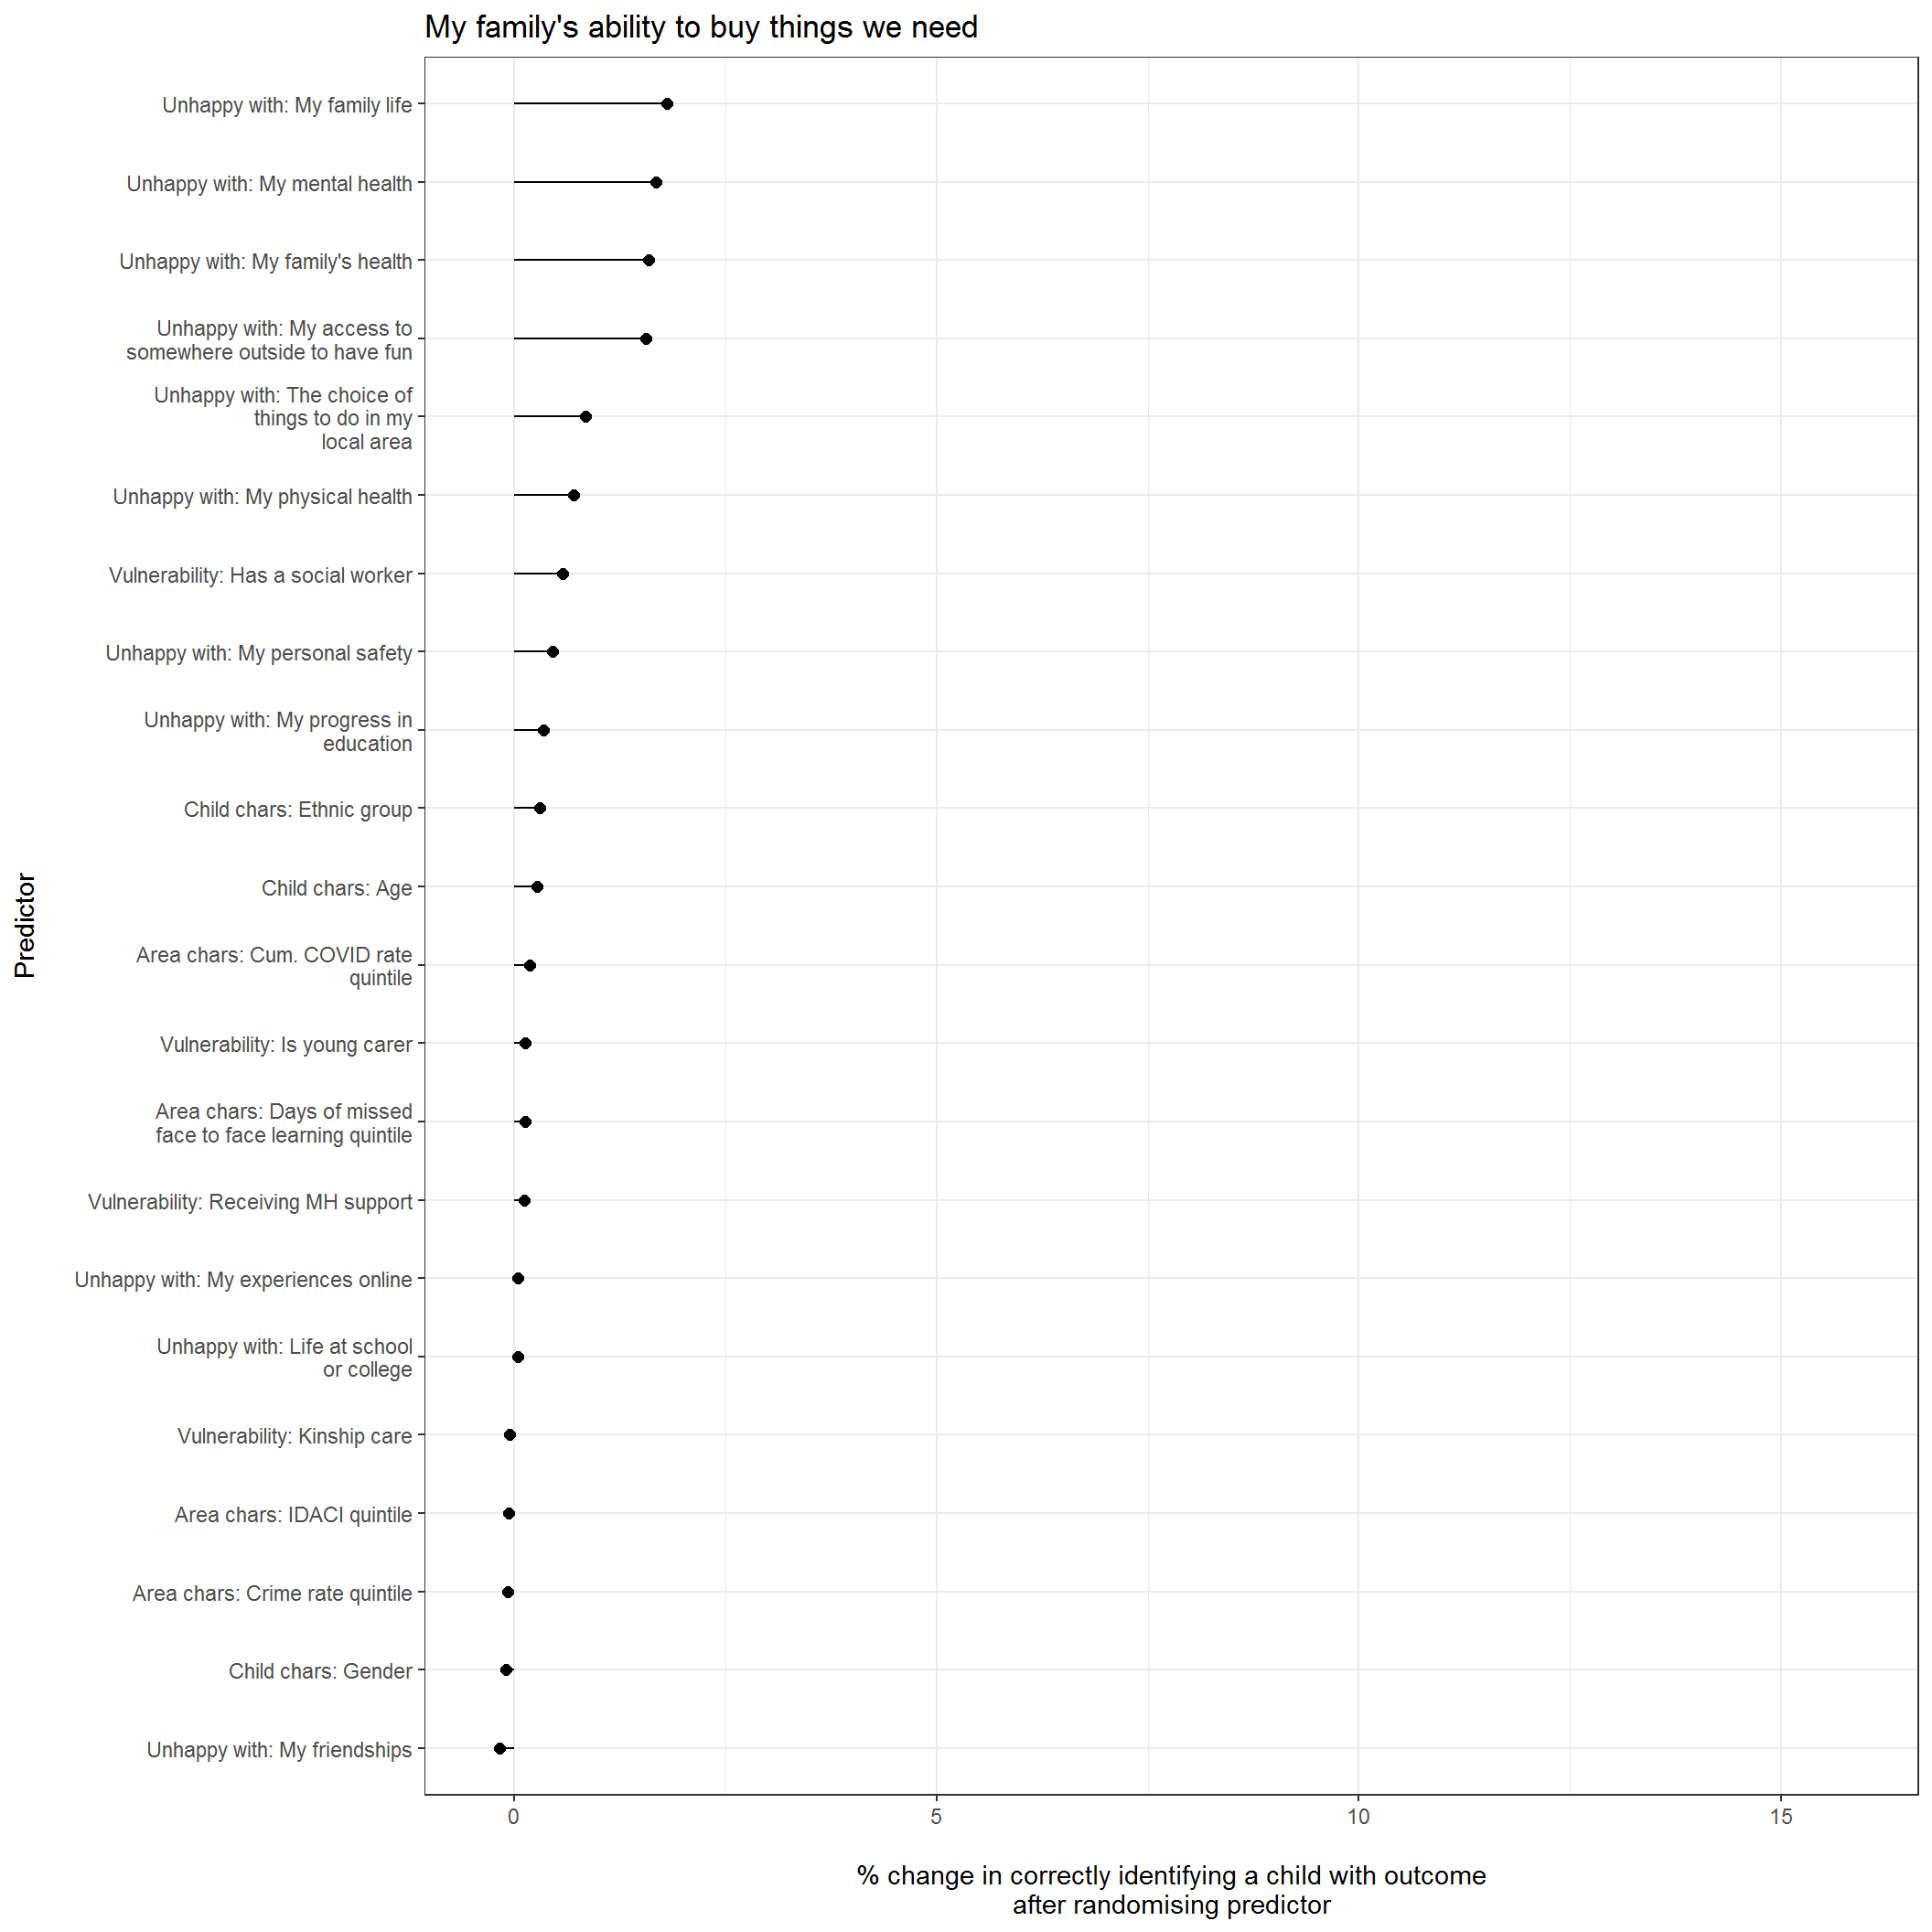 My family's ability to buy things we need
Unhappy with: My family life
Unhappy with: My mental health
Unhappy with: My family's health
Unhappy with: My access to
somewhere outside to have fun
Unhappy with: The choice of
things to do in my
local area
Unhappy with: My physical health
Vulnerability: Has a social worker
Unhappy with: My personal safety
Unhappy with: My progress in
education
Child chars: Ethnic group
Child chars: Age
Area chars: Cum. COVID rate
quintile
Vulnerability: Is young carer
Area chars: Days of missed
face to face learning quintile
Vulnerability: Receiving MH support
Unhappy with: My experiences online
Unhappy with: Life at school
or college
Vulnerability: Kinship care
Area chars: IDACI quintile
Area chars: Crime rate quintile
Child chars: Gender
Unhappy with: My friendships
Predictor
0 5 10 15
% change in correctly identifying a child with outcome
after randomising predictor